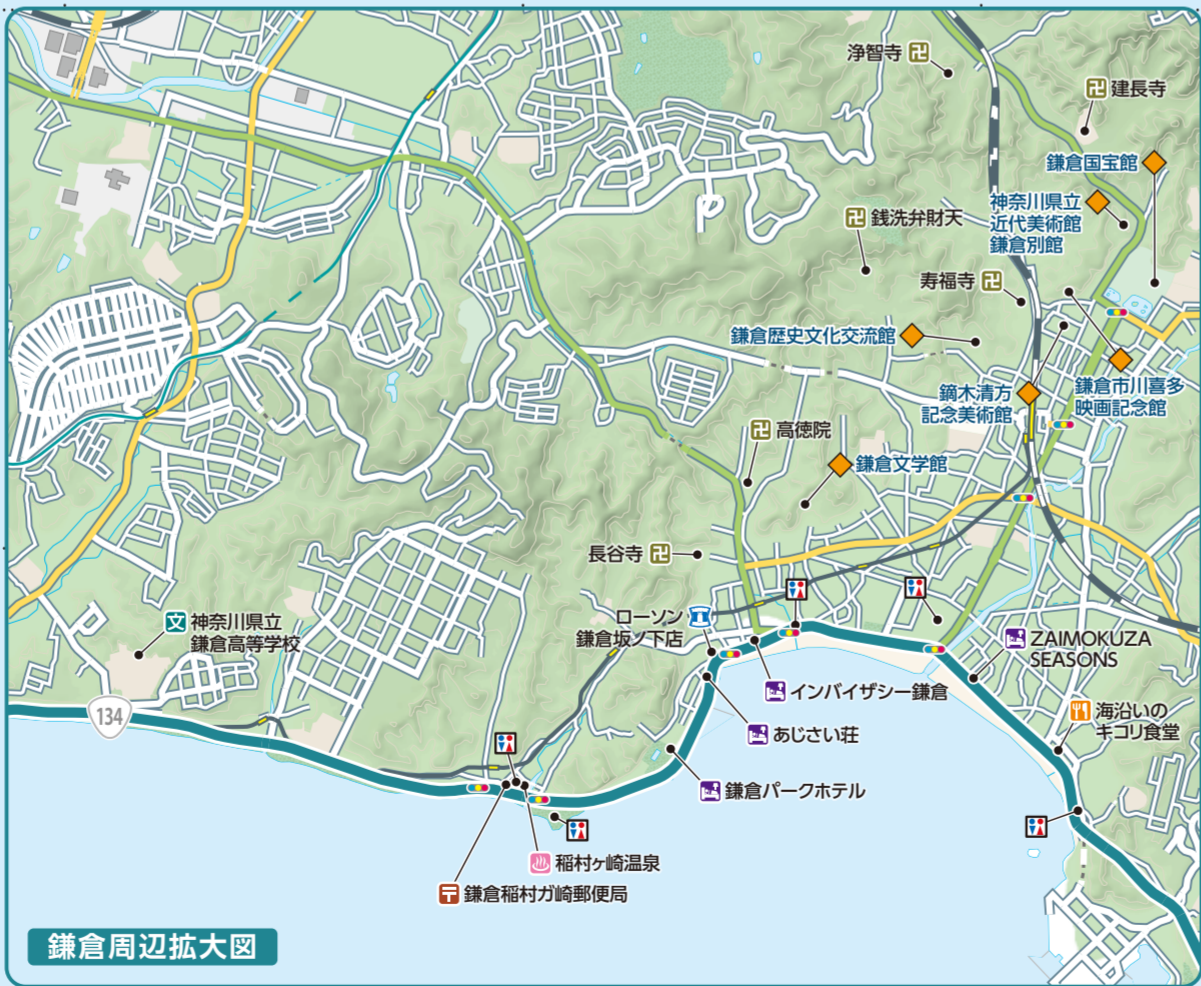 浄智寺
建長寺
鎌倉国宝館
神奈川県立
近代美術館
鎌倉別館
銭洗弁財天
寿福寺
鎌倉歴史文化交流館
鏑木清方
記念美術館
鎌倉市川喜多
映画記念館
高徳院
鎌倉文学館
長谷寺
文
神奈川県立
鎌倉高等学校
ローソン
鎌倉坂ノ下店
ZAIMOKUZA
SEASONS
インバイザシー鎌倉
134
あじさい荘
海沿いの
キコリ食堂
鎌倉パークホテル
稲村ヶ崎温泉
鎌倉稲村ガ崎郵便局
鎌倉周辺拡大図